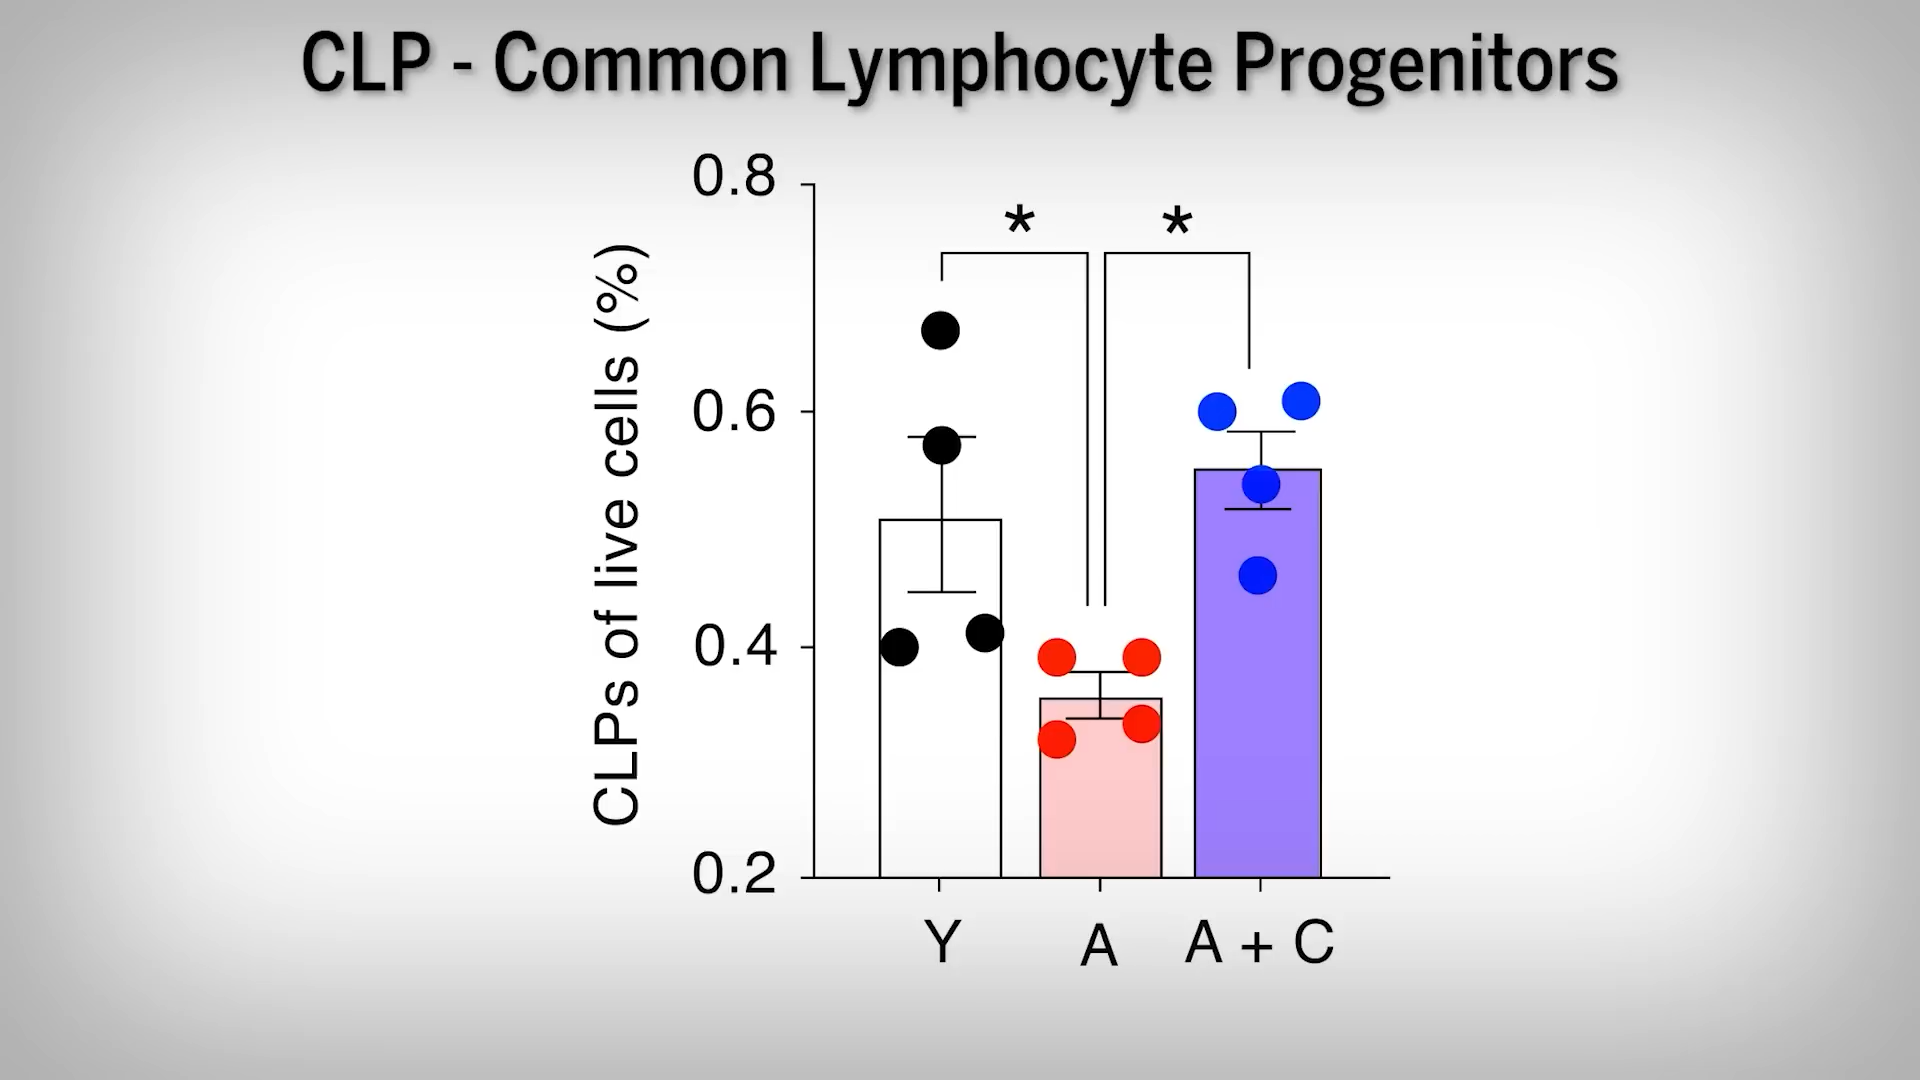 CLP - Common Lymphocyte Progenitors
CLPs of live cells (%)
0.8
0.6
0.4
0.2
* *
Y A A + C